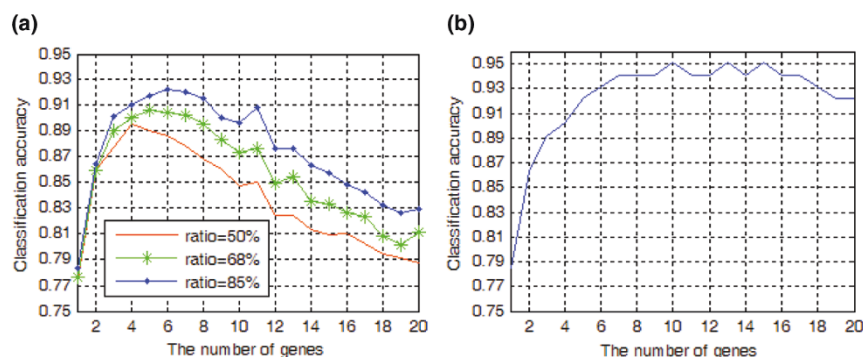 (a)
Classification accuracy
0.95
0.93
0.91
0.89
0.87
0.85
0.83
0.81
0.79
0.77
0.75
ratio=50%
ratio=68%
ratio=85%
2 4 6 8 10 12 14 16 18 20
The number of genes
(b)
Classification accuracy
0.95
0.93
0.91
0.89
0.87
0.85
0.83
0.81
0.79
0.77
0.75
2 4 6 8 10 12 14 16 18 20
The number of genes